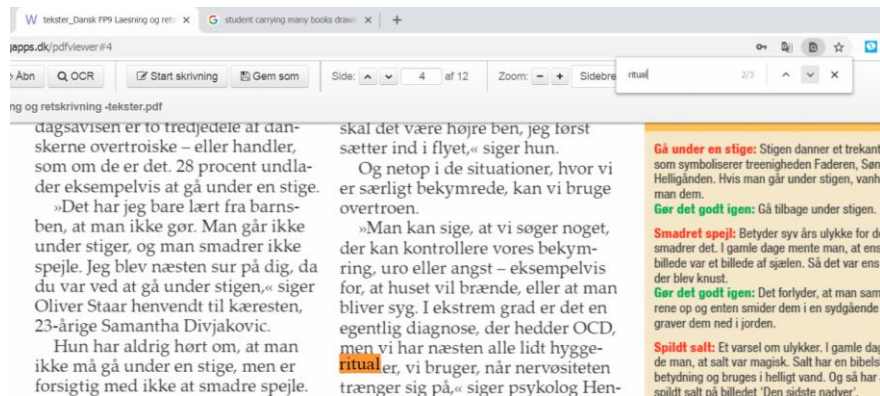 tekster_Dansk FP9 Laesning og ret
student carrying many books draw
gapps.dk/pdfviewer#4
Åbn
OCR
Start skrivning
Gem som
Side:
4
af 12
Zoom:
Sidebre
ritual
2/3
ng og retskrivning -tekster.pdf
dagsavisen er to tredjedele af dan-
skerne overtroiske – eller handler,
som om de er det. 28 procent undla-
der eksempelvis at gå under en stige.
»Det har jeg bare lært fra barns-
ben, at man ikke gør. Man går ikke
under stiger, og man smadrer ikke
spejle. Jeg blev næsten sur på dig, da
du var ved at gå under stigen,« siger
Oliver Staar henvendt til kæresten,
23-årige Samantha Divjakovic.
Hun har aldrig hørt om, at man
ikke må gå under en stige, men er
forsigtig med ikke at smadre spejle.
skal det være højre ben, jeg først
sætter ind i flyet,« siger hun.
Og netop i de situationer, hvor vi
er særligt bekymrede, kan vi bruge
overtroen.
»Man kan sige, at vi søger noget,
der kan kontrollere vores bekym-
ring, uro eller angst – eksempelvis
for, at huset vil brænde, eller at man
bliver syg. I ekstrem grad er det en
egentlig diagnose, der hedder OCD,
men vi har næsten alle lidt hygge-
ritualer, vi bruger, når nervøsiteten
trænger sig på,« siger psykolog Hen-
Gå under en stige: Stigen danner et trekant
som symboliserer treenigheden Faderen, Søn
Helligånden. Hvis man går under stigen, vanh
man dem.
Gør det godt igen: Gå tilbage under stigen.
Smadret spejl: Betyder syv års ulykke for de
smadrer det. I gamle dage mente man, at ens
billede var et billede af sjælen. Så det var ens
der blev knust.
Gør det godt igen: Det forlyder, at man sam
rene op og enten smider dem i en sydgående
graver dem ned i jorden.
Spildt salt: Et varsel om ulykker. I gamle dag
de man, at salt var magisk. Salt har en bibels
betydning og bruges i helligt vand. Og så har
spildt salt på billedet 'Den sidste nadver'.